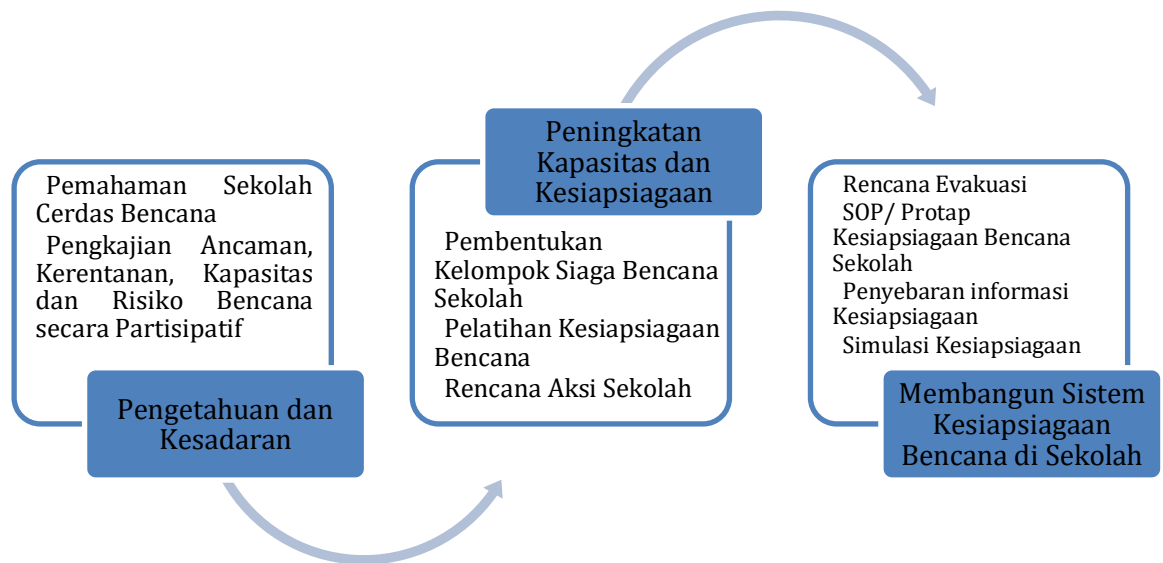 Pemahaman Sekolah
Cerdas Bencana
Pengkajian Ancaman,
Kerentanan, Kapasitas
dan Risiko Bencana
secara Partisipatif
Pengetahuan dan
Kesadaran
Peningkatan
Kapasitas dan
Kesiapsiagaan
Pembentukan
Kelompok Siaga Bencana
Sekolah
Pelatihan Kesiapsiagaan
Bencana
Rencana Aksi Sekolah
Rencana Evakuasi
SOP/ Protap
Kesiapsiagaan Bencana
Sekolah
Penyebaran informasi
Kesiapsiagaan
Simulasi Kesiapsiagaan
Membangun Sistem
Kesiapsiagaan
Bencana di Sekolah